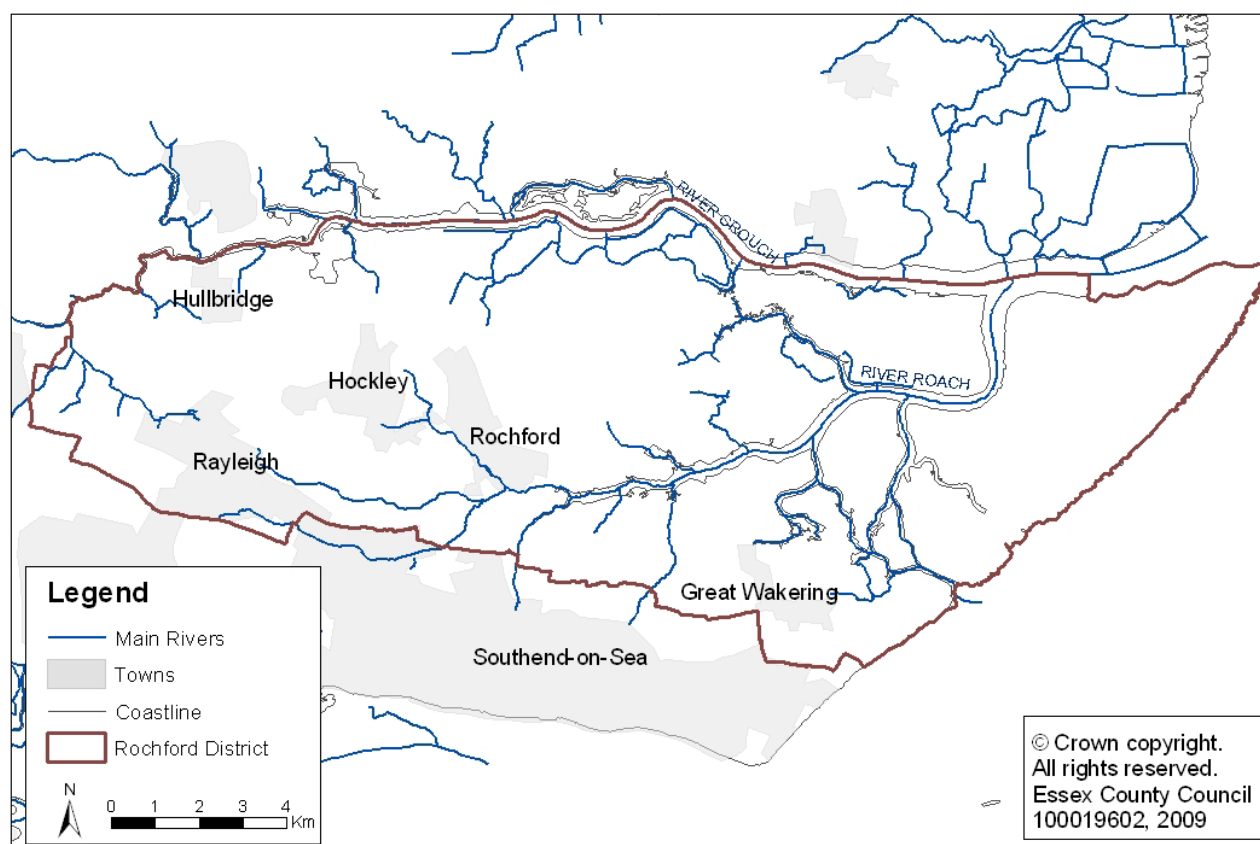 RIVER CROUCH
Hullbridge
RIVER ROACH
Hockley
Rochford
Rayleigh
Great Wakering
Southend-on-Sea
Legend
Main Rivers
Towns
Coastline
Rochford District
N
0 1 2 3 4
Km
© Crown copyright.
All rights reserved.
Essex County Council
100019602, 2009